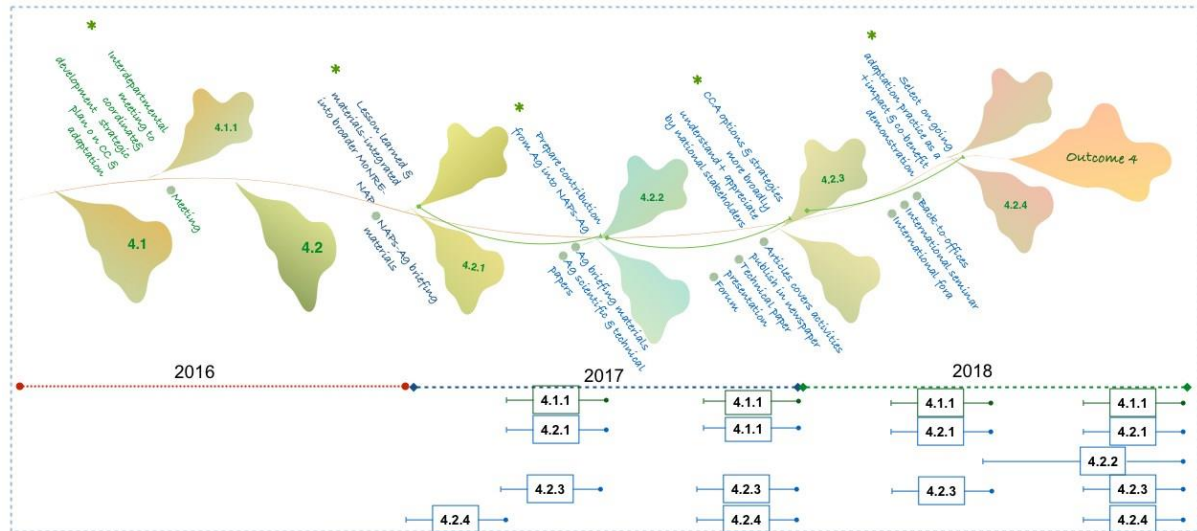 Interdepartmental
meeting to
coordinate&
development strategic
plan o n CC &
adaptation
4.1.1
Meeting
4.1
4.2
Lesson learned &
materials-integrated
into broader MoNRE-
NAP
NAPs-Ag briefing
materials
4.2.1
Prepare contribution
from Ag into NAPs-Ag
4.2.2
Ag briefing materials
Ag scientific & technical
papers
CCA options & strategies
more broadly
understand + appreciate
by national stakeholders
4.2.3
Articles covers activities
publish in newspaper
Technical paper
presentation
Forum
Select on going
adaptation practice as a
+impact & co benefit
demonstration
Back-to-offices
International seminar
International fora
4.2.4
Outcome 4
2016
2017
2018
4.1.1
4.1.1
4.1.1
4.1.1
4.2.1
4.1.1
4.2.1
4.2.1
4.2.2
4.2.3
4.2.3
4.2.3
4.2.3
4.2.4
4.2.4
4.2.4